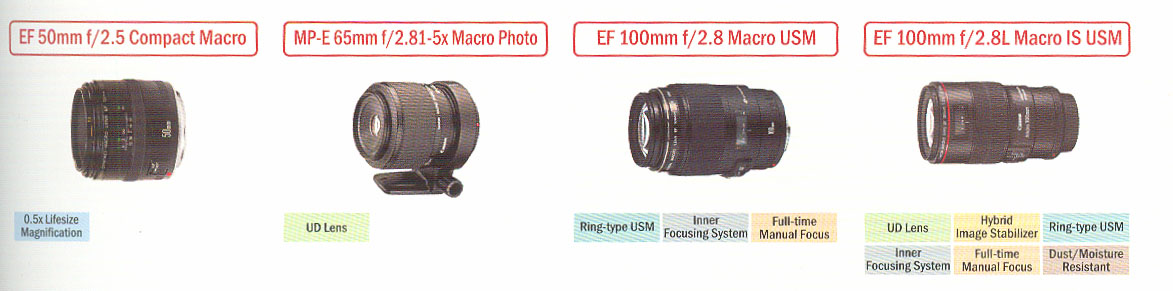 EF 50mm f/2.5 Compact Macro
MP-E 65mm f/2.81-5x Macro Photo
EF 100mm f/2.8 Macro USM
EF 100mm f/2.8L Macro IS USM
0.5x Lifesize
Magnification
UD Lens
Ring-type USM
Inner
Focusing System
Full-time
Manual Focus
UD Lens
Hybrid
Image Stabilizer
Ring-type USM
Inner
Focusing System
Full-time
Manual Focus
Dust/Moisture
Resistant